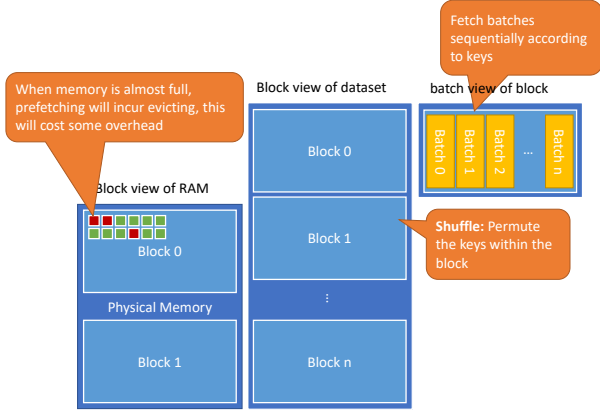 Fetch batches
sequentially according
to keys
When memory is almost full,
prefetching will incur evicting, this
will cost some overhead
Block view of dataset
batch view of block
Block 0
Batch 0
Batch 1
Batch 2
...
Batch n
Block view of RAM
Block 0
Block 1
Shuffle: Permute
the keys within the
block
Physical Memory
...
Block 1
Block n